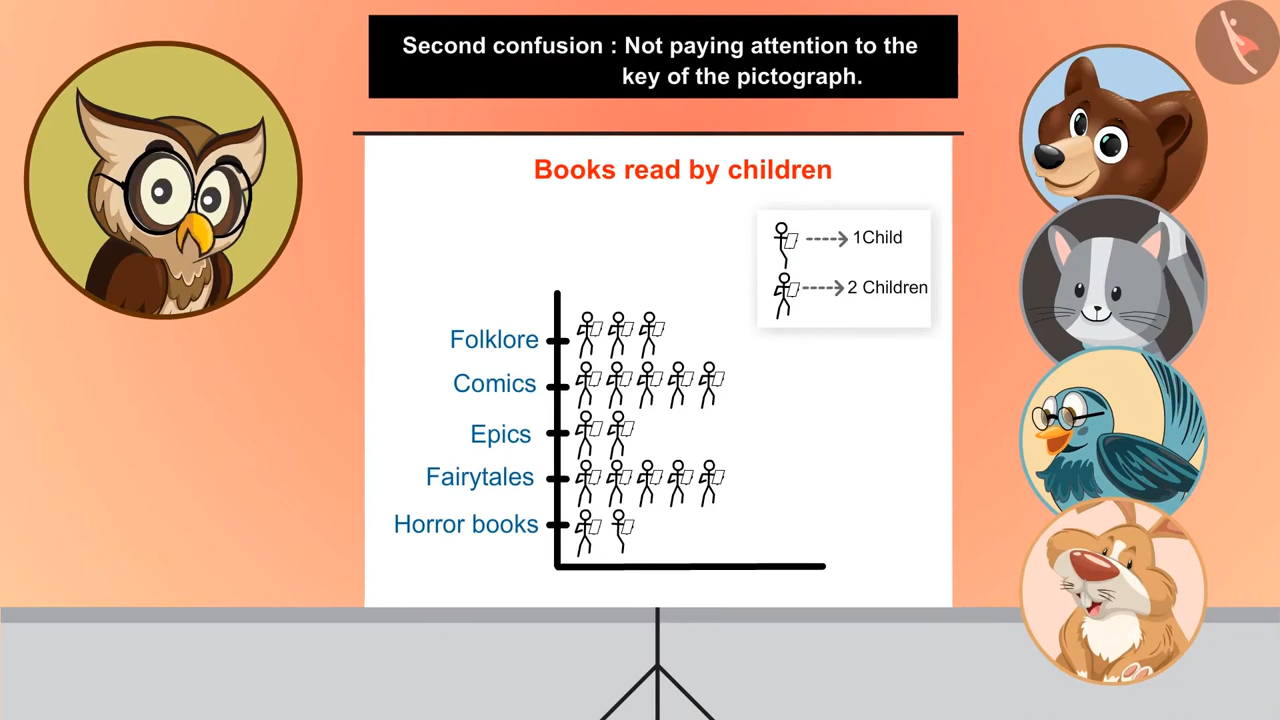 Second confusion : Not paying attention to the
key of the pictograph.
Books read by children
1Child
2 Children
Folklore
Comics
Epics
Fairytales
Horror books